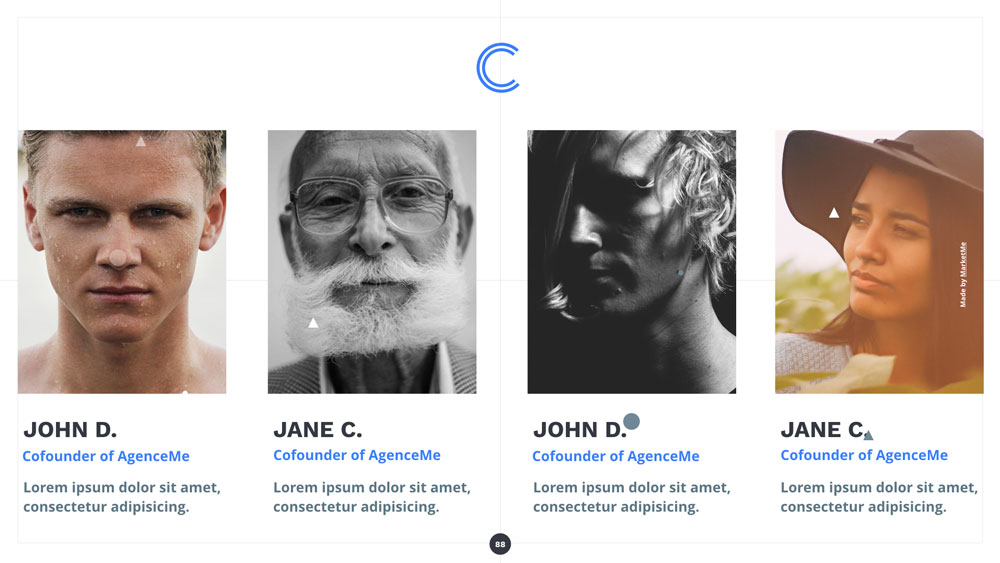 Made by MarketMe
JOHN D.
Cofounder of AgenceMe
Lorem ipsum dolor sit amet,
consectetur adipisicing.
JANE C.
Cofounder of AgenceMe
Lorem ipsum dolor sit amet,
consectetur adipisicing.
JOHN D.
Cofounder of AgenceMe
Lorem ipsum dolor sit amet,
consectetur adipisicing.
JANE C.
Cofounder of AgenceMe
Lorem ipsum dolor sit amet,
consectetur adipisicing.
88